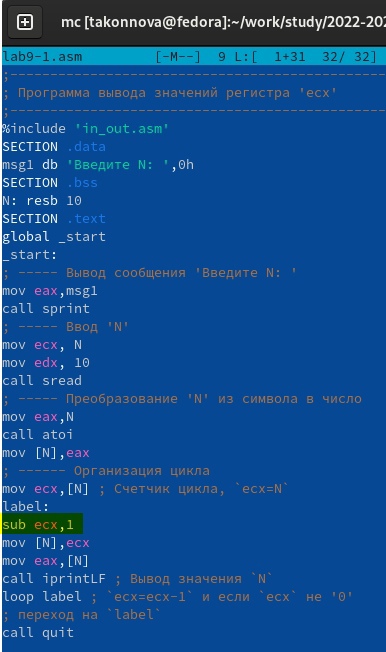 mc [takonnova@fedora]:~/work/study/2022-202
lab9-1.asm [-M--] 9 L:[ 1+31 32/ 32]
;--------------------------------------------
; Программа вывода значений регистра 'ecx'
;--------------------------------------------
%include 'in_out.asm'
SECTION .data
msg1 db 'Введите N: ',0h
SECTION .bss
N: resb 10
SECTION .text
global _start
_start:
; ----- Вывод сообщения 'Введите N: '
mov eax,msg1
call sprint
; ----- Ввод 'N'
mov ecx, N
mov edx, 10
call sread
; ----- Преобразование 'N' из символа в число
mov eax,N
call atoi
mov [N],eax
; ------ Организация цикла
mov ecx,[N] ; Счетчик цикла, `ecx=N`
label:
sub ecx,1
mov [N],ecx
mov eax,[N]
call iprintLF ; Вывод значения `N`
loop label ; `ecx=ecx-1` и если `ecx` не '0'
; переход на `label`
call quit